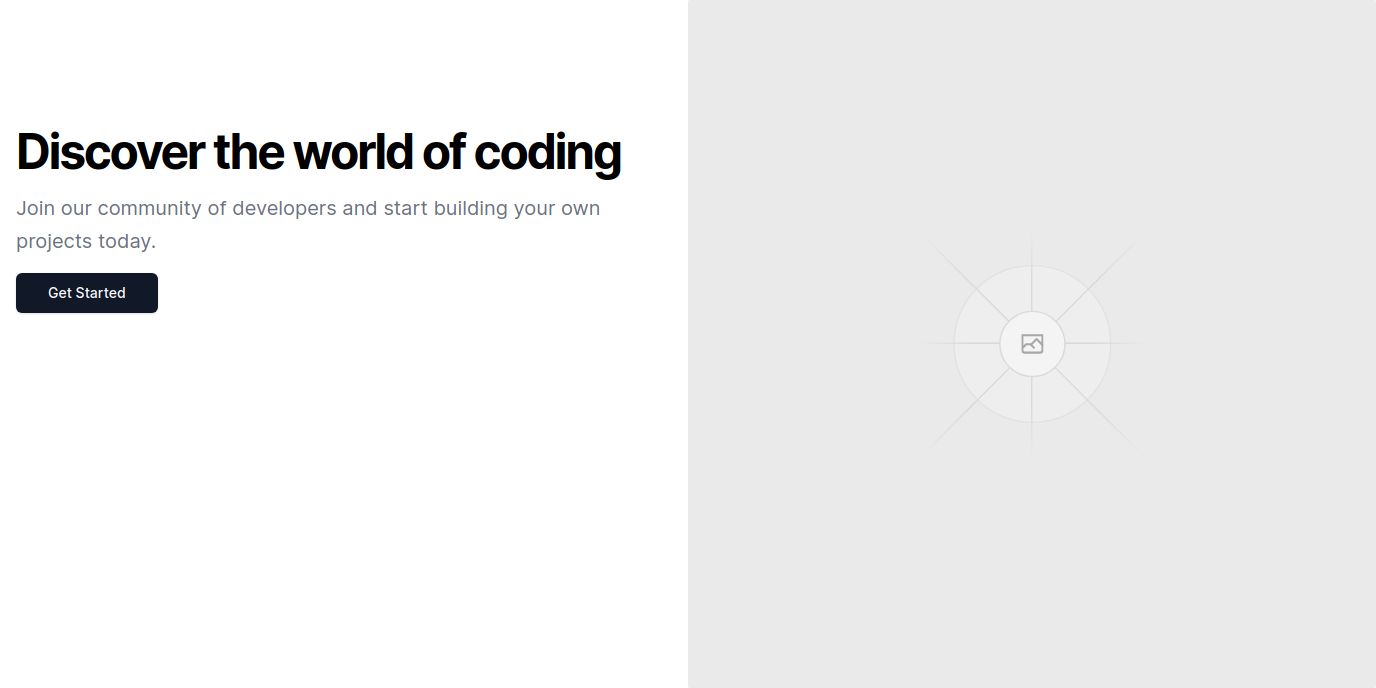 Discover the world of coding
Join our community of developers and start building your own
projects today.
Get Started